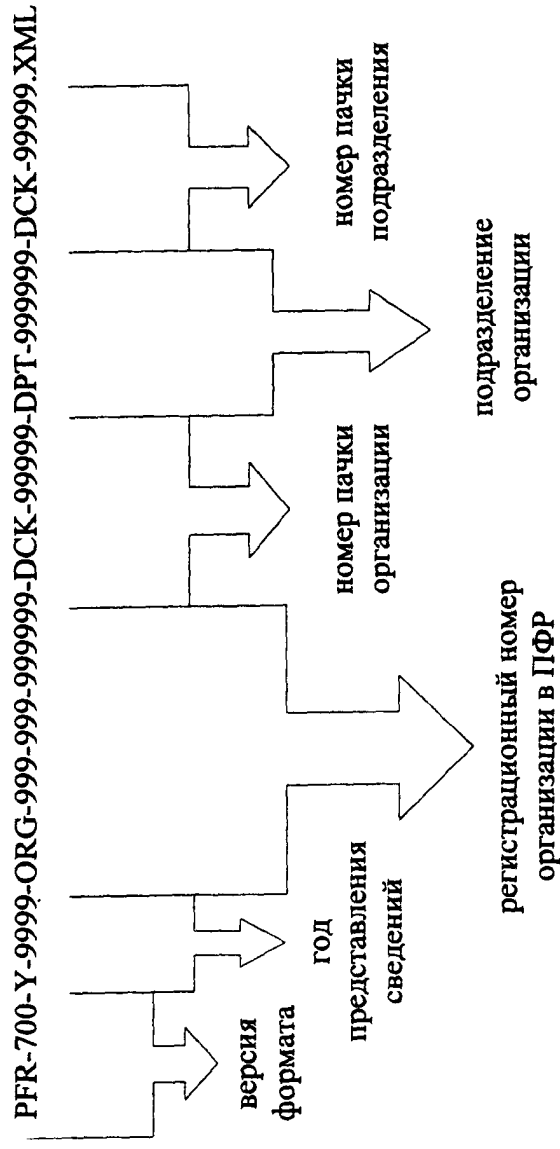 PFR-700-Y-9999-ORG-999-999-999999-DCK-99999-DPT-999999-DCK-99999.XML
версия
формата
год
представления
сведений
регистрационный номер
организации в ПФР
номер пачки
организации
подразделение
организации
номер пачки
подразделения